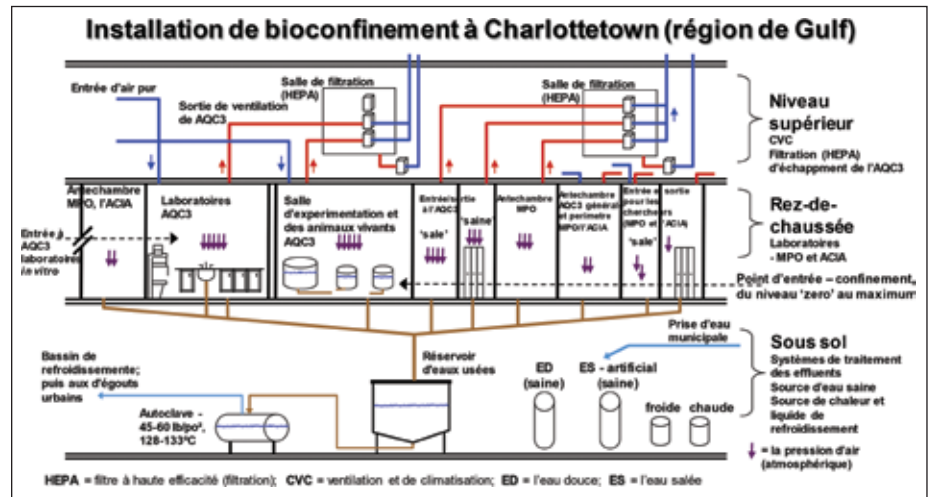 Installation de bioconfinement à Charlottetown (région de Gulf)
Entrée d'air pur
Sortie de ventilation
de AQC3
Salle de filtration
(HEPA)
Salle de filtration
(HEPA)
Niveau
supérieur
CVC
Filtration (HEPA)
d'échappment de l'AQC3
Antechambre
MPO, l'ACIA
Laboratoires
AQC3
Salle
d'experimentation et
des animaux vivants
AQC3
Entrée/sortie
à l'AQC3
'sale'
'saine'
Antechambre
MPO
Antechambre
AQC3 général
et perimetre
MPO/l'ACIA
Entrée et sortie
pour les
chercheurs
(MPO et l'ACIA)
'sale'
Rez-de-
chaussée
Laboratoires
- MPO et ACIA
Entrée à
AQC3
laboratoires
in vitro
Point d'entrée – confinement,
du niveau 'zero' au maximum
Prise d'eau
municipale
Sous sol
Systèmes de traitement
des effluents
Source d'eau saine
Source de chaleur et
liquide de
refroidissement
Bassin de
refroidissemente;
puis aux d'égouts
urbains
Réservoir
d'eaux usées
ED
(saine)
ES - artificial
(saine)
froide
chaude
Autoclave -
45-60 lb/po²,
128-133ºC
= la pression d'air
(atmosphérique)
HEPA = filtre à haute efficacité (filtration); CVC = ventilation et de climatisation; ED = l'eau douce; ES = l'eau salée